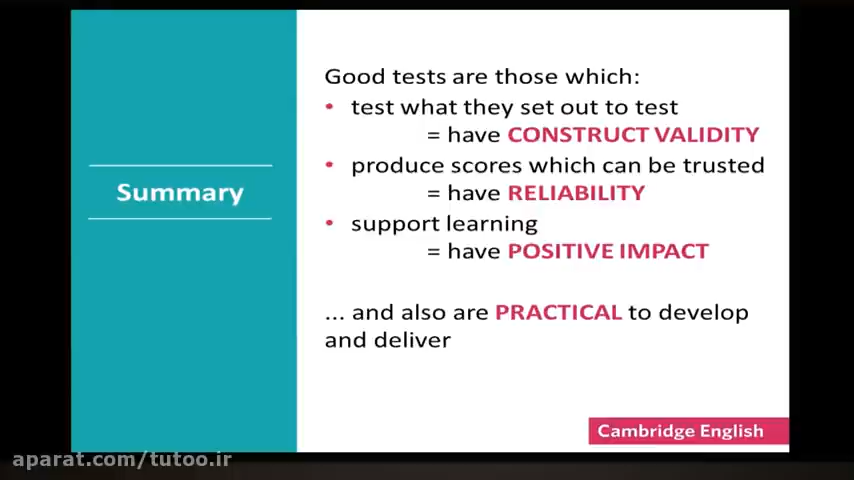 Summary
Good tests are those which:
• test what they set out to test
= have CONSTRUCT VALIDITY
• produce scores which can be trusted
= have RELIABILITY
• support learning
= have POSITIVE IMPACT
... and also are PRACTICAL to develop
and deliver
Cambridge English
aparat.com/tutoo.ir